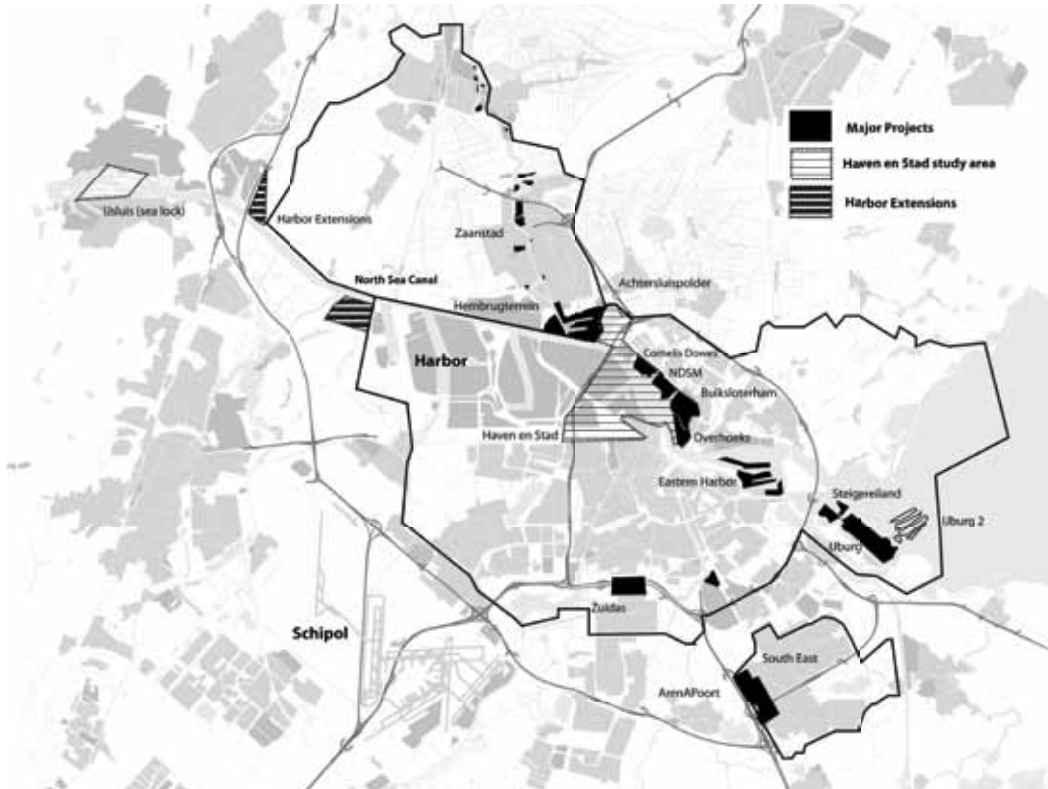 Major Projects
Haven en Stad study area
Harbor Extensions
IJsluis (sea lock)
Harbor Extensions
Zaanstad
North Sea Canal
Achtersluispolder
Hembrugterrein
Harbor
Cornelis Dowes
NDSM
Buiksloterham
Haven en Stad
Overhoeks
Eastern Harbor
Steigereiland
IJburg 2
IJburg
Zuidas
Schipol
South East
ArenAPoort